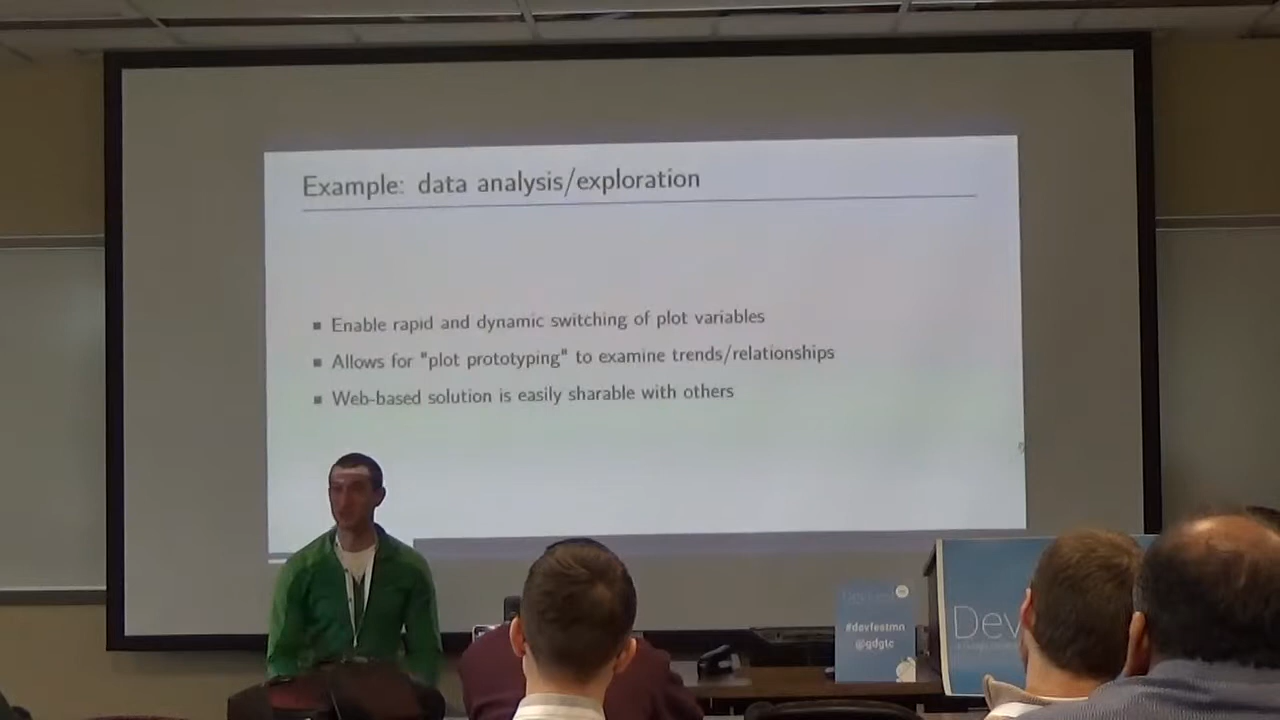 Example: data analysis/exploration
■ Enable rapid and dynamic switching of plot variables
■ Allows for "plot prototyping" to examine trends/relationships
■ Web-based solution is easily sharable with others
#devfestmn
@gdgtc
Dev